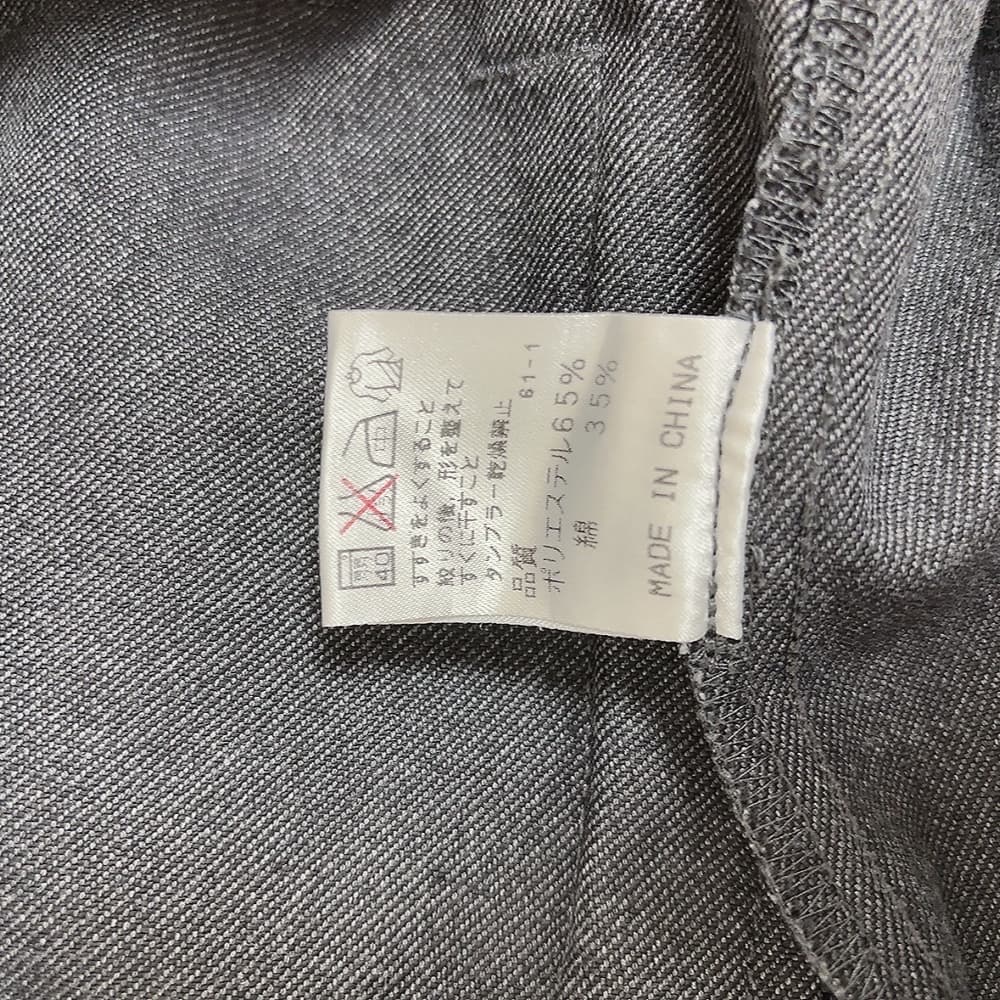 40
すすぎをよくすること
絞りの後、形を整えて
すぐに干すこと
タンブラー乾燥禁止
61-1
品質
ポリエステル65%
綿 35%
MADE IN CHINA